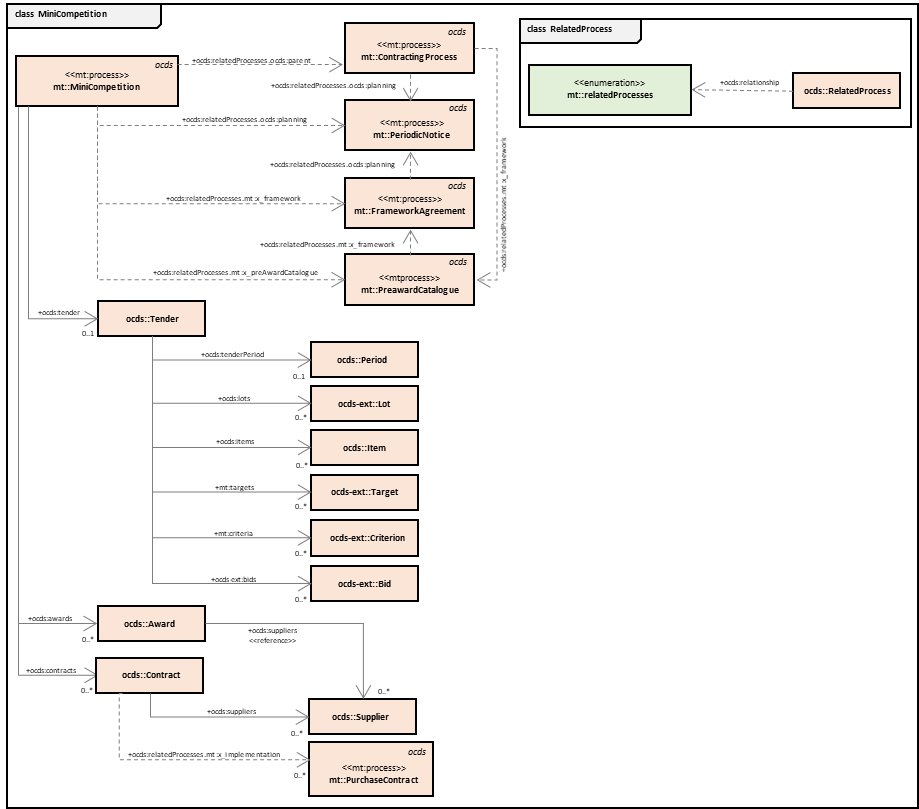 class MiniCompetition
class RelatedProcess
ocds
<<mt:process>>
mt::MiniCompetition
+ocds:relatedProcesses.ocds:parent
ocds
<<mt:process>>
mt::ContractingProcess
+ocds:relatedProcesses.ocds:planning
<<enumeration>>
mt::relatedProcesses
+ocds:relationship
ocds::RelatedProcess
+ocds:relatedProcesses.ocds:planning
ocds
<<mt:process>>
mt::PeriodicNotice
+ocds:relatedProcesses.ocds:planning
+ocds:relatedProcesses.mt:x_framework
+ocds:relatedProcesses.mt:x_framework
ocds
<<mt:process>>
mt::FrameworkAgreement
+ocds:relatedProcesses.mt:x_framework
+ocds:relatedProcesses.mt:x_preAwardCatalogue
ocds
<<mtprocess>>
mt::PreawardCatalogue
+ocds:tender
0..1
ocds::Tender
+ocds:tenderPeriod
0..1
ocds::Period
+ocds:lots
0..*
ocds-ext::Lot
+ocds:items
0..*
ocds::Item
+mt:targets
0..*
ocds-ext::Target
+mt:criteria
0..*
ocds-ext::Criterion
+ocds-ext:bids
0..*
ocds-ext::Bid
+ocds:awards
0..*
ocds::Award
+ocds:suppliers
<<reference>>
0..*
+ocds:contracts
0..*
ocds::Contract
+ocds:suppliers
0..*
ocds::Supplier
+ocds:relatedProcesses.mt:x_implementation
0..*
ocds
<<mt:process>>
mt::PurchaseContract